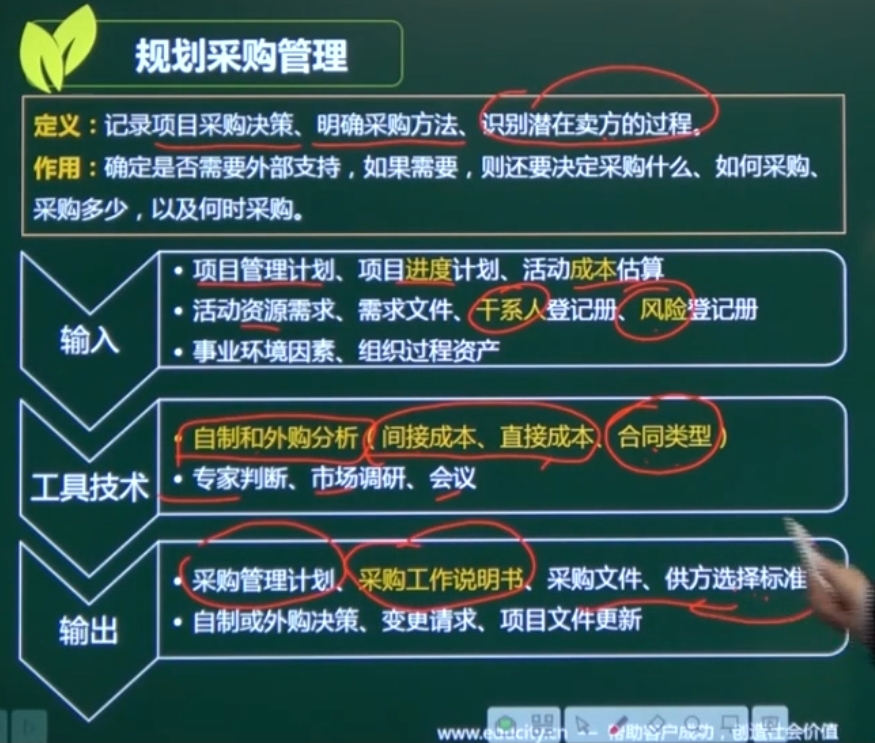 规划采购管理
定义：记录项目采购决策、明确采购方法、识别潜在卖方的过程。
作用：确定是否需要外部支持，如果需要，则还要决定采购什么、如何采购、
采购多少，以及何时采购。
输入
• 项目管理计划、项目进度计划、活动成本估算
• 活动资源需求、需求文件、干系人登记册、风险登记册
• 事业环境因素、组织过程资产
工具技术
• 自制和外购分析（间接成本、直接成本、合同类型）
• 专家判断、市场调研、会议
输出
• 采购管理计划、采购工作说明书、采购文件、供方选择标准
• 自制或外购决策、变更请求、项目文件更新
www.educity.cn 一 帮助客户成功，创造社会价值